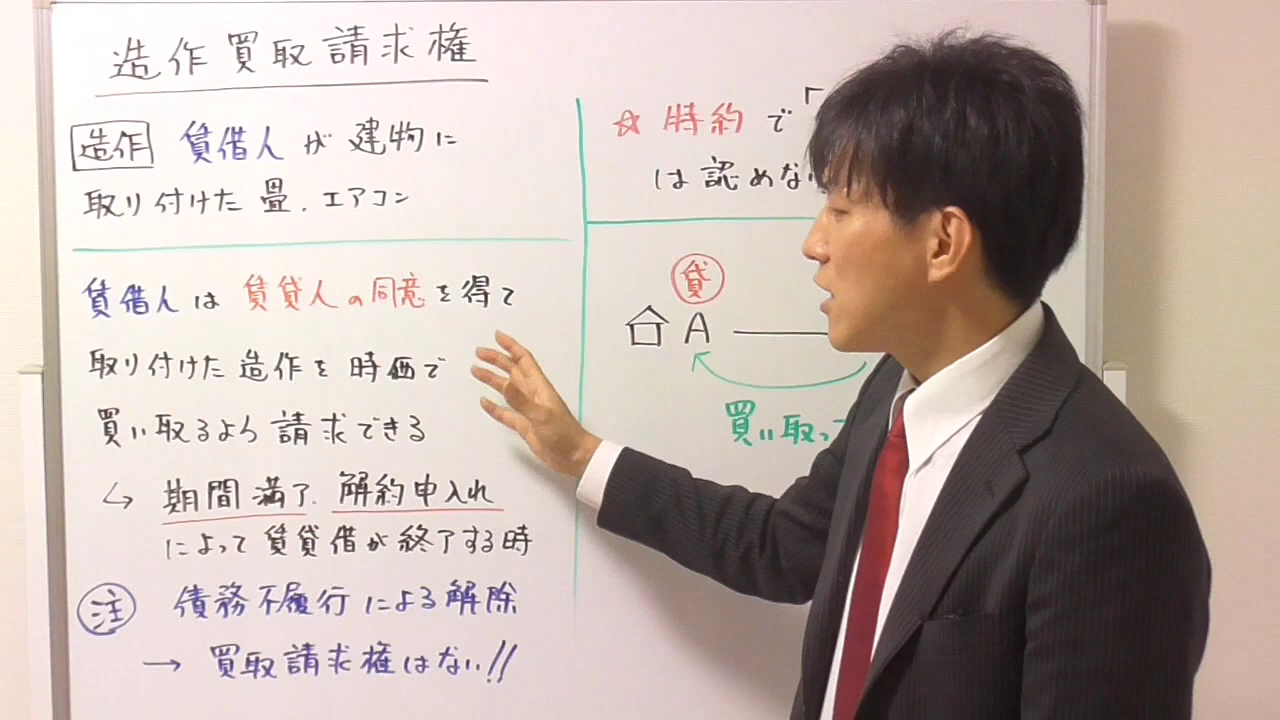 造作買取請求権
造作 賃借人が建物に
取り付けた畳、エアコン
賃借人は賃貸人の同意を得て
取り付けた造作を時価で
買い取るよう請求できる
↳ 期間満了、解約申入れ
によって賃貸借が終了する時
注 債務不履行による解除
→ 買取請求権はない!!
☆ 特約で「
は認めな
貸
A
買い取っ